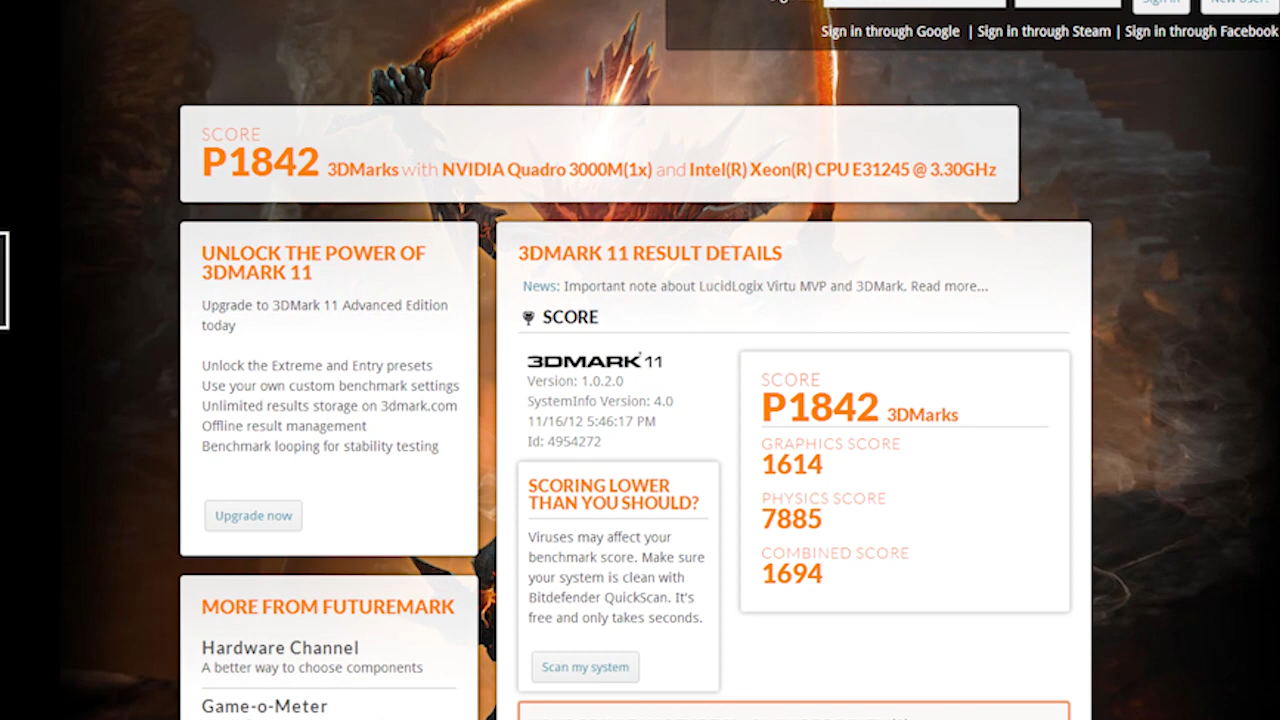 Sign in New User?
Sign in through Google | Sign in through Steam | Sign in through Facebook
SCORE
P1842 3DMarks with NVIDIA Quadro 3000M(1x) and Intel(R) Xeon(R) CPU E31245 @ 3.30GHz
UNLOCK THE POWER OF
3DMARK 11
Upgrade to 3DMark 11 Advanced Edition
today
Unlock the Extreme and Entry presets
Use your own custom benchmark settings
Unlimited results storage on 3dmark.com
Offline result management
Benchmark looping for stability testing
Upgrade now
MORE FROM FUTUREMARK
Hardware Channel
A better way to choose components
Game-o-Meter
3DMARK 11 RESULT DETAILS
News: Important note about LucidLogix Virtu MVP and 3DMark. Read more...
SCORE
3DMARK 11
Version: 1.0.2.0
SystemInfo Version: 4.0
11/16/12 5:46:17 PM
Id: 4954272
SCORING LOWER
THAN YOU SHOULD?
Viruses may affect your
benchmark score. Make sure
your system is clean with
Bitdefender QuickScan. It's
free and only takes seconds.
Scan my system
SCORE
P1842 3DMarks
GRAPHICS SCORE
1614
PHYSICS SCORE
7885
COMBINED SCORE
1694